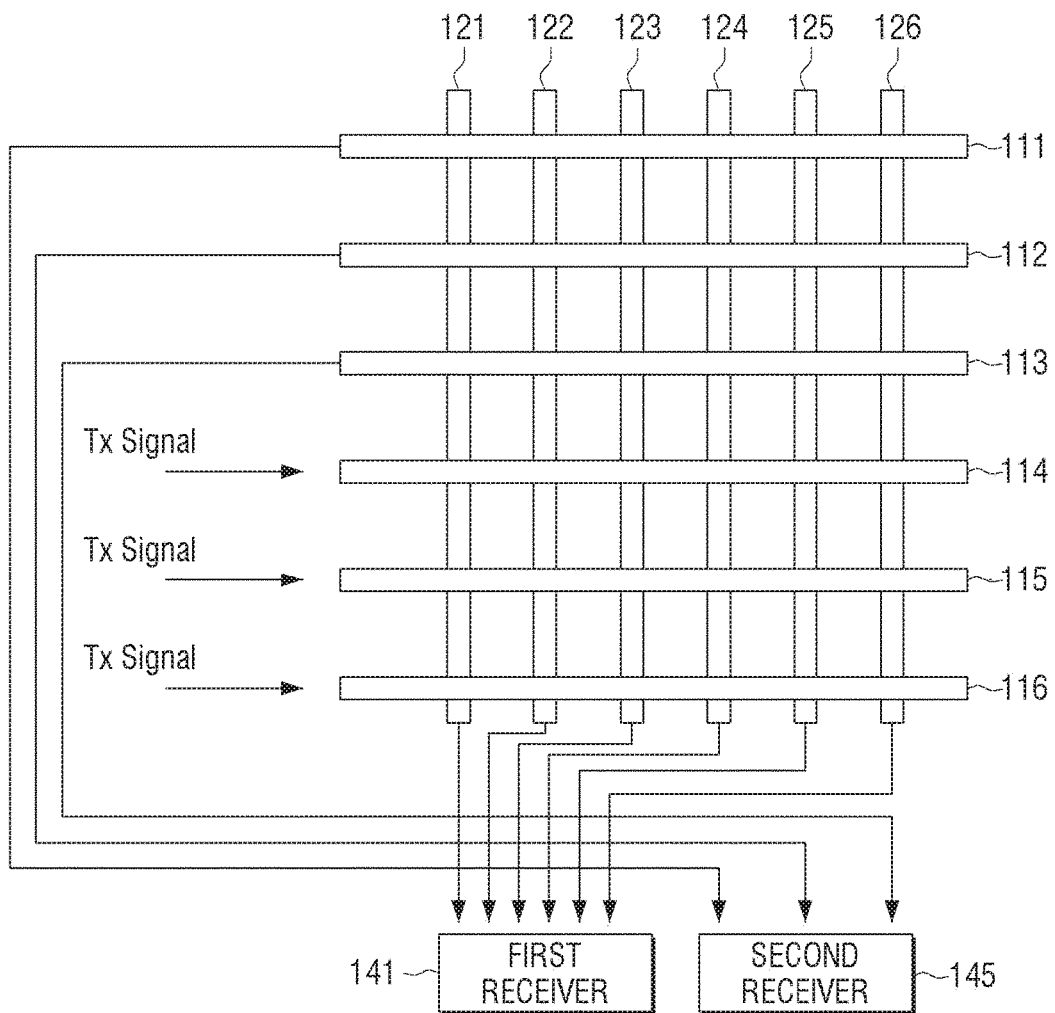 121 122 123 124 125 126
111
112
113
Tx Signal
114
Tx Signal
115
Tx Signal
116
141
FIRST
RECEIVER
SECOND
RECEIVER
145